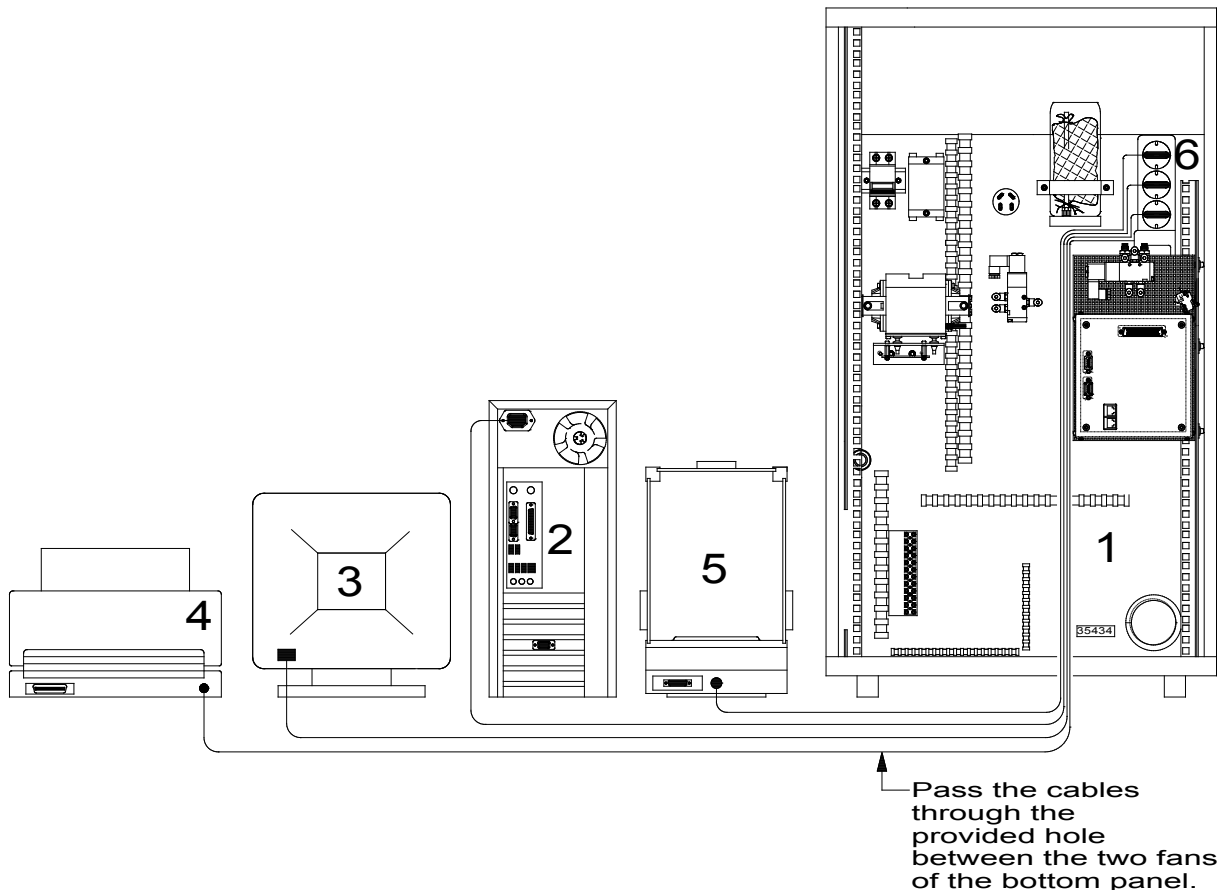 6
2
3
5
1
4
35434
Pass the cables
through the
provided hole
between the two fans
of the bottom panel.